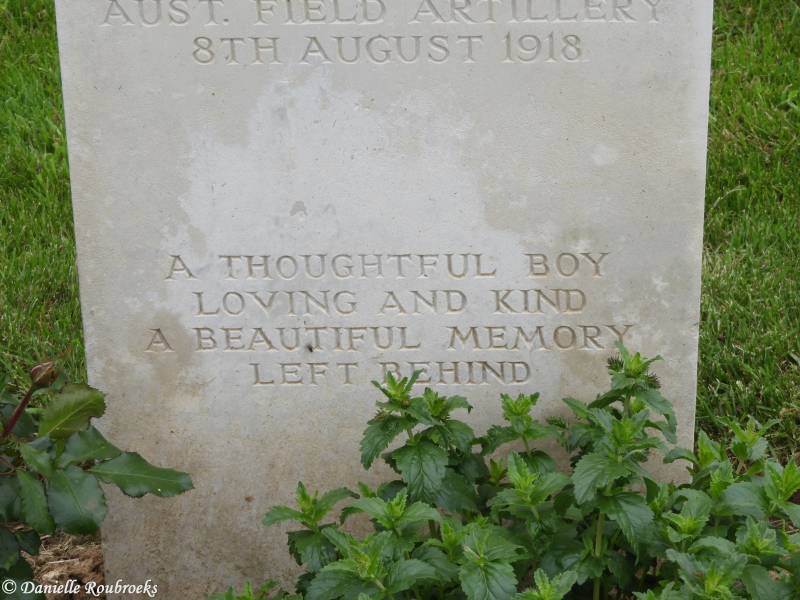 AUST. FIELD ARTILLERY
8TH AUGUST 1918
A THOUGHTFUL BOY
LOVING AND KIND
A BEAUTIFUL MEMORY
LEFT BEHIND
© Danielle Roubroeks